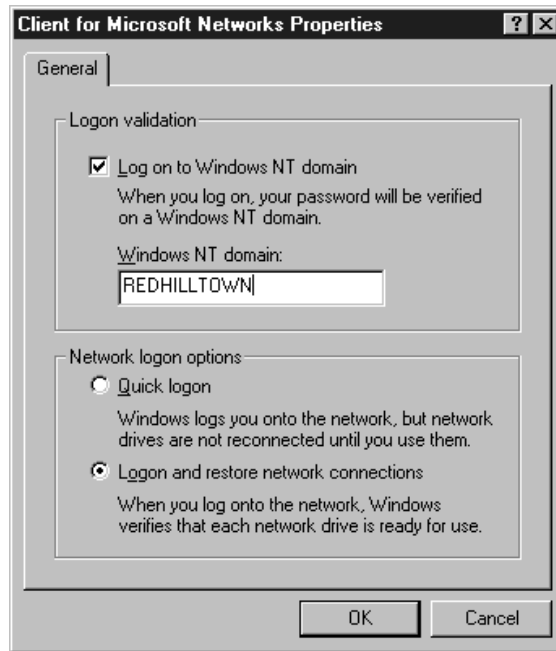 Client for Microsoft Networks Properties
General
Logon validation
Log on to Windows NT domain
When you log on, your password will be verified
on a Windows NT domain.
Windows NT domain:
REDHILLTOWN
Network logon options
Quick logon
Windows logs you onto the network, but network
drives are not reconnected until you use them.
Logon and restore network connections
When you log onto the network, Windows
verifies that each network drive is ready for use.
OK Cancel